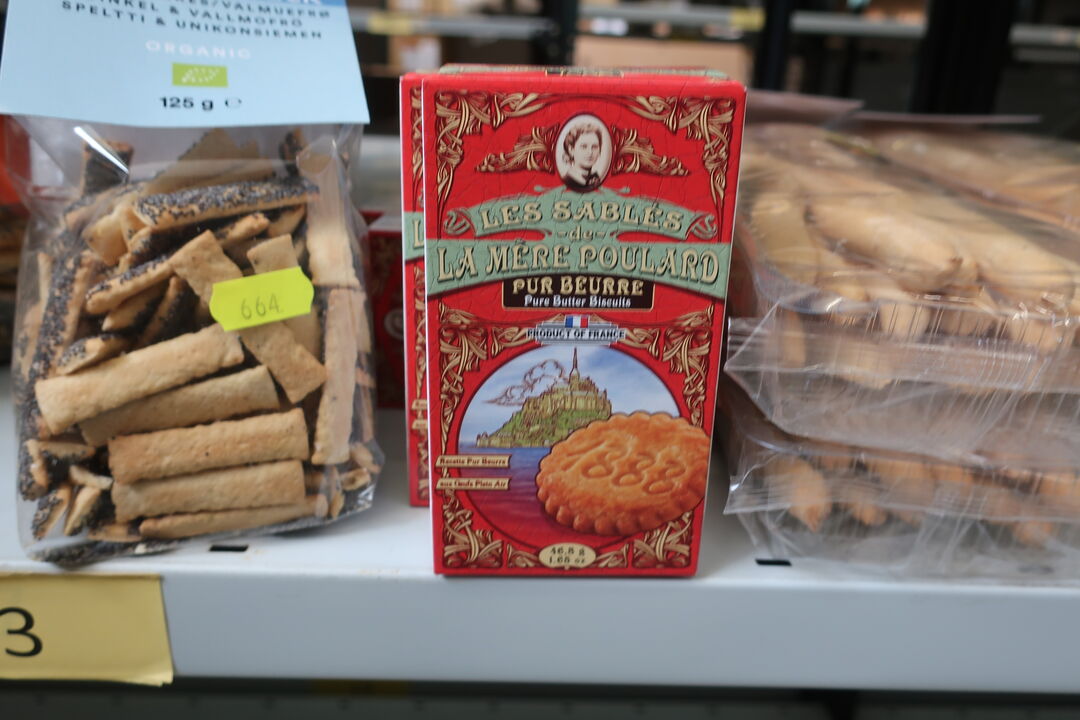 SPELTTI & UNIKONSIEMEN
& VALLMOFRÖ
ORGANIC
125 g ℮
664
LES SABLÉS
de
LA MÈRE POULARD
PUR BEURRE
Pure Butter Biscuits
PRODUCT OF FRANCE
1888
Recette Pur Beurre
aux Oeufs Plein Air
46,8 g
1.65 oz
3